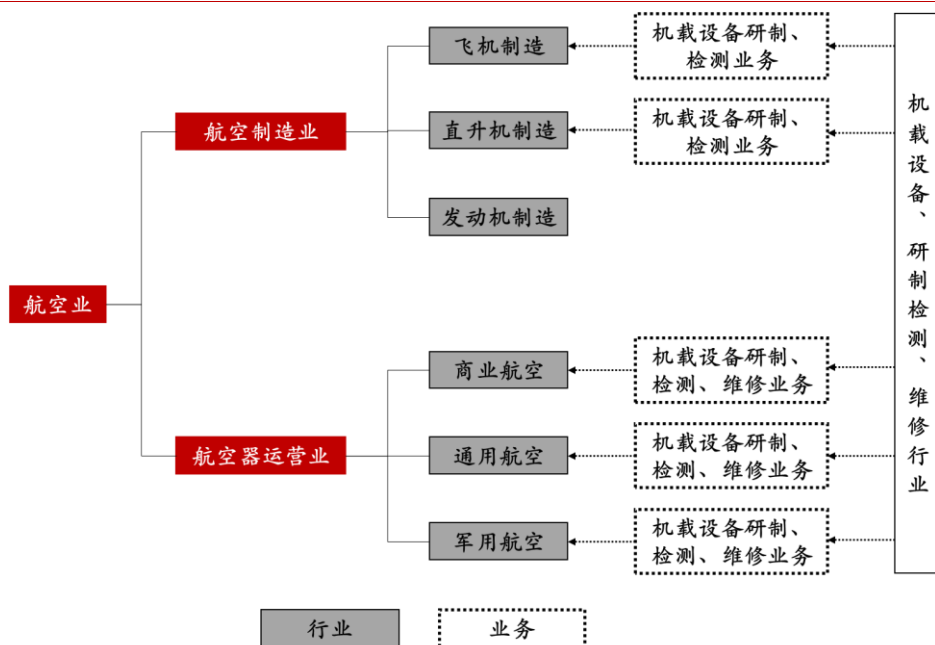 飞机制造
机载设备研制、
检测业务
航空制造业
直升机制造
机载设备研制、
检测业务
发动机制造
航空业
商业航空
机载设备研制、
检测、维修业务
航空器运营业
通用航空
机载设备研制、
检测、维修业务
军用航空
机载设备研制、
检测、维修业务
机载设备、研制检测、维修行业
行业
业务